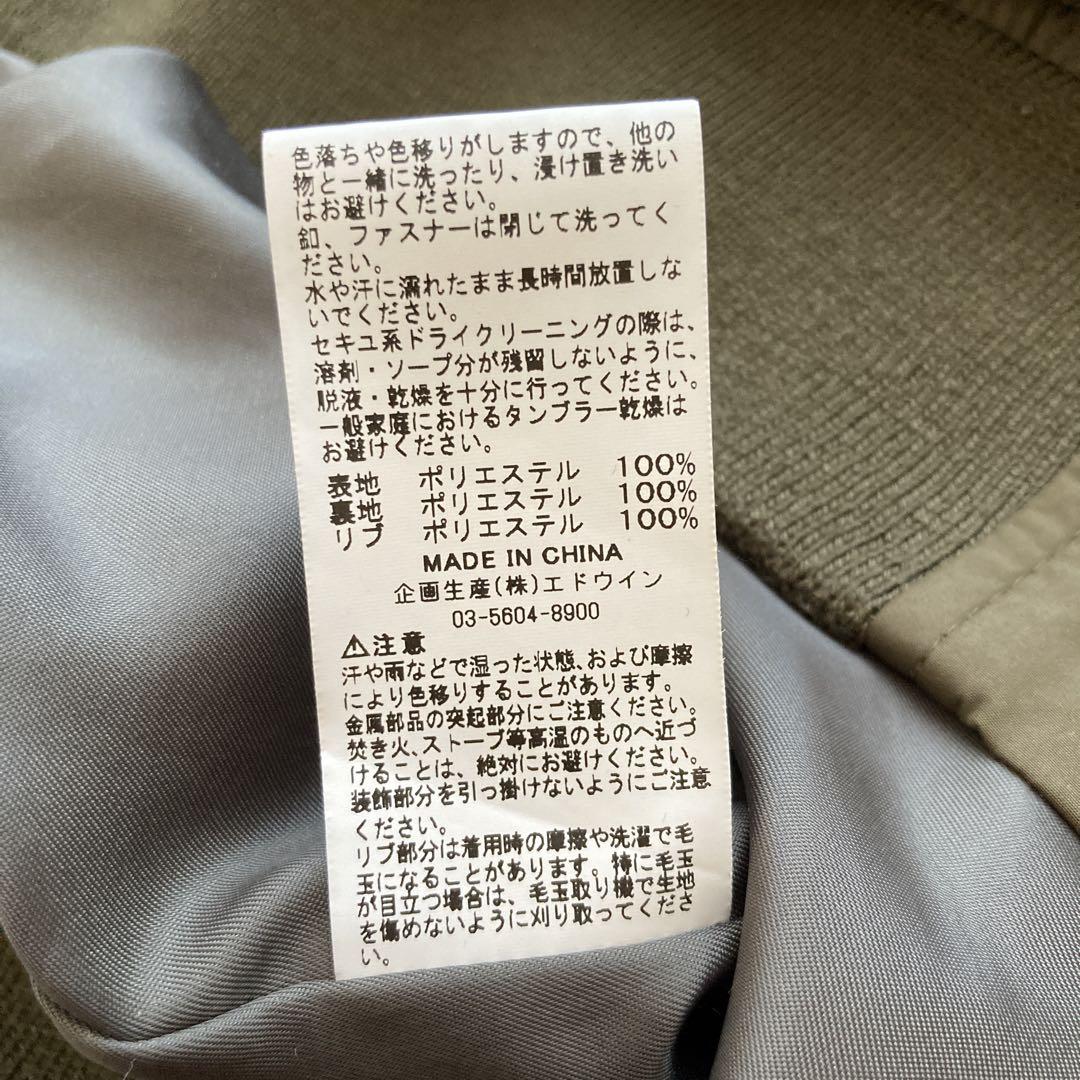 色落ちや色移りがしますので、他の
物と一緒に洗ったり、浸け置き洗い
はお避けください。
釦、ファスナーは閉じて洗ってく
ださい。
水や汗に濡れたまま長時間放置しな
いでください。
セキユ系ドライクリーニングの際は、
溶剤・ソープ分が残留しないように、
脱液・乾燥を十分に行ってください。
一般家庭におけるタンブラー乾燥は
お避けください。
表地 ポリエステル 100%
裏地 ポリエステル 100%
リブ ポリエステル 100%
MADE IN CHINA
企画生産(株)エドウイン
03-5604-8900
⚠注意
汗や雨などで湿った状態、および摩擦
により色移りすることがあります。
金属部品の突起部分にご注意ください。
焚き火、ストーブ等高温のものへ近づ
けることは、絶対にお避けください。
装飾部分を引っ掛けないようにご注意
ください。
リブ部分は着用時の摩擦や洗濯で毛
玉になることがあります。特に毛玉
が目立つ場合は、毛玉取り機で生地
を傷めないように刈り取ってくださ
い。